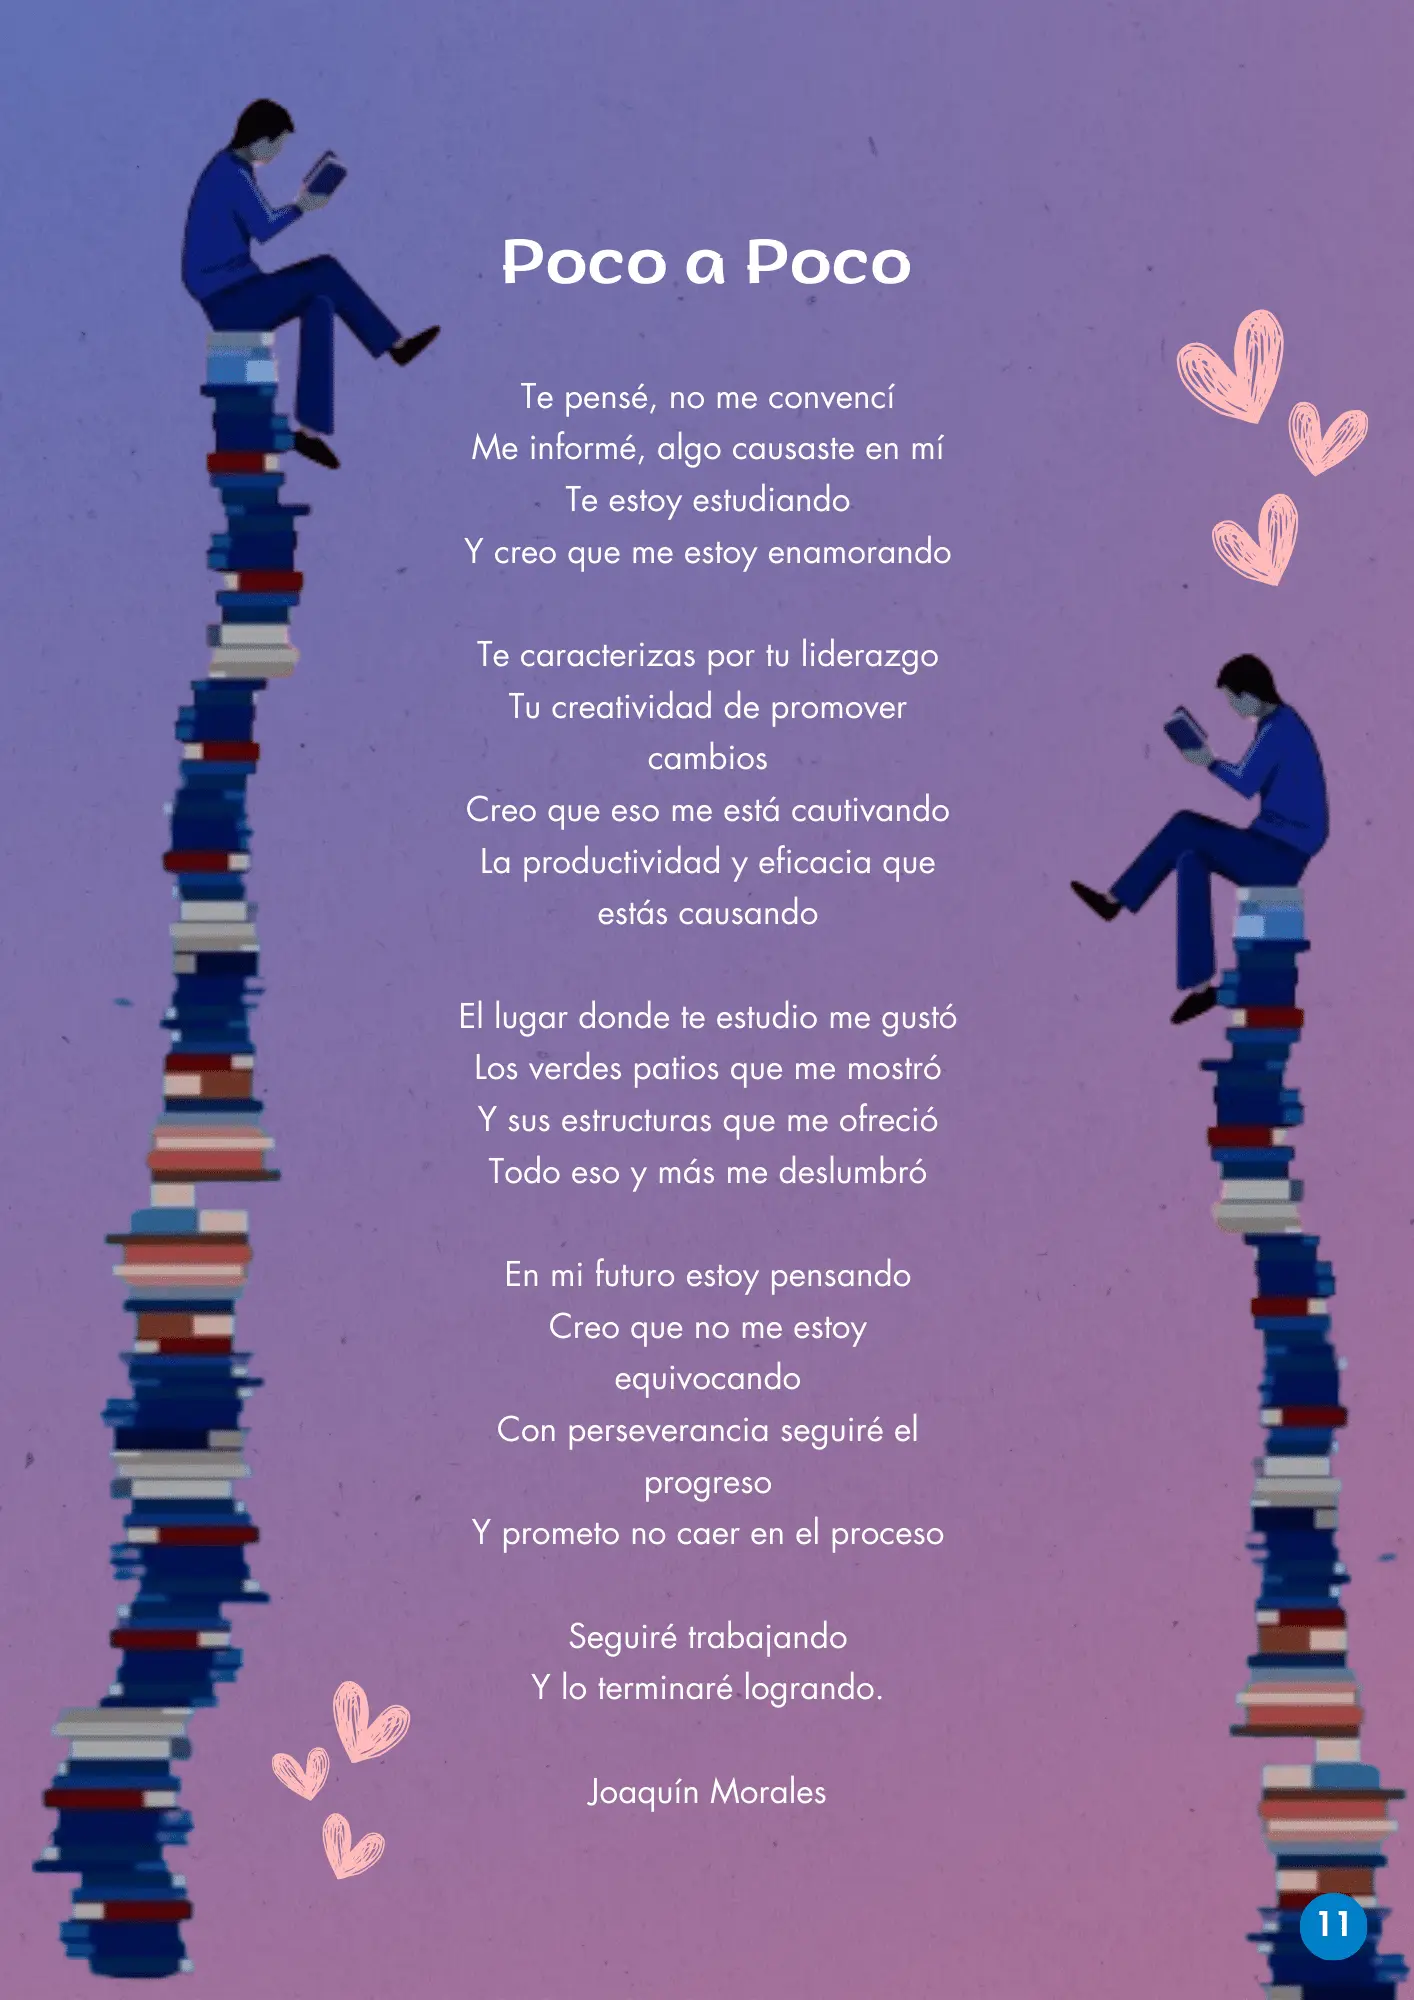 Poco a Poco
Te pensé, no me convencí
Me informé, algo causaste en mí
Te estoy estudiando
Y creo que me estoy enamorando
Te caracterizas por tu liderazgo
Tu creatividad de promover
cambios
Creo que eso me está cautivando
La productividad y eficacia que
estás causando
El lugar donde te estudio me gustó
Los verdes patios que me mostró
Y sus estructuras que me ofreció
Todo eso y más me deslumbró
En mi futuro estoy pensando
Creo que no me estoy
equivocando
Con perseverancia seguiré el
progreso
Y prometo no caer en el proceso
Seguiré trabajando
Y lo terminaré logrando.
Joaquín Morales
11